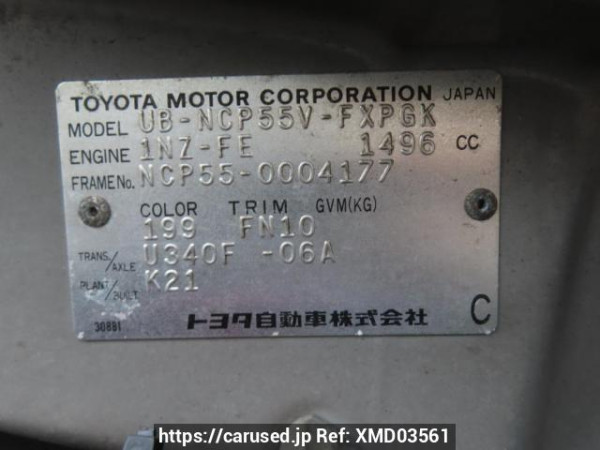 TOYOTA MOTOR CORPORATION JAPAN
MODEL UB-NCP55V-FXPGK
ENGINE 1NZ-FE 1496 CC
FRAME No. NCP55-0004177
COLOR TRIM GVM(KG)
199 FN10
TRANS/AXLE U340F -06A
PLANT/BUILT K21
30891 トヨタ自動車株式会社 C
https://carused.jp Ref: XMD03561